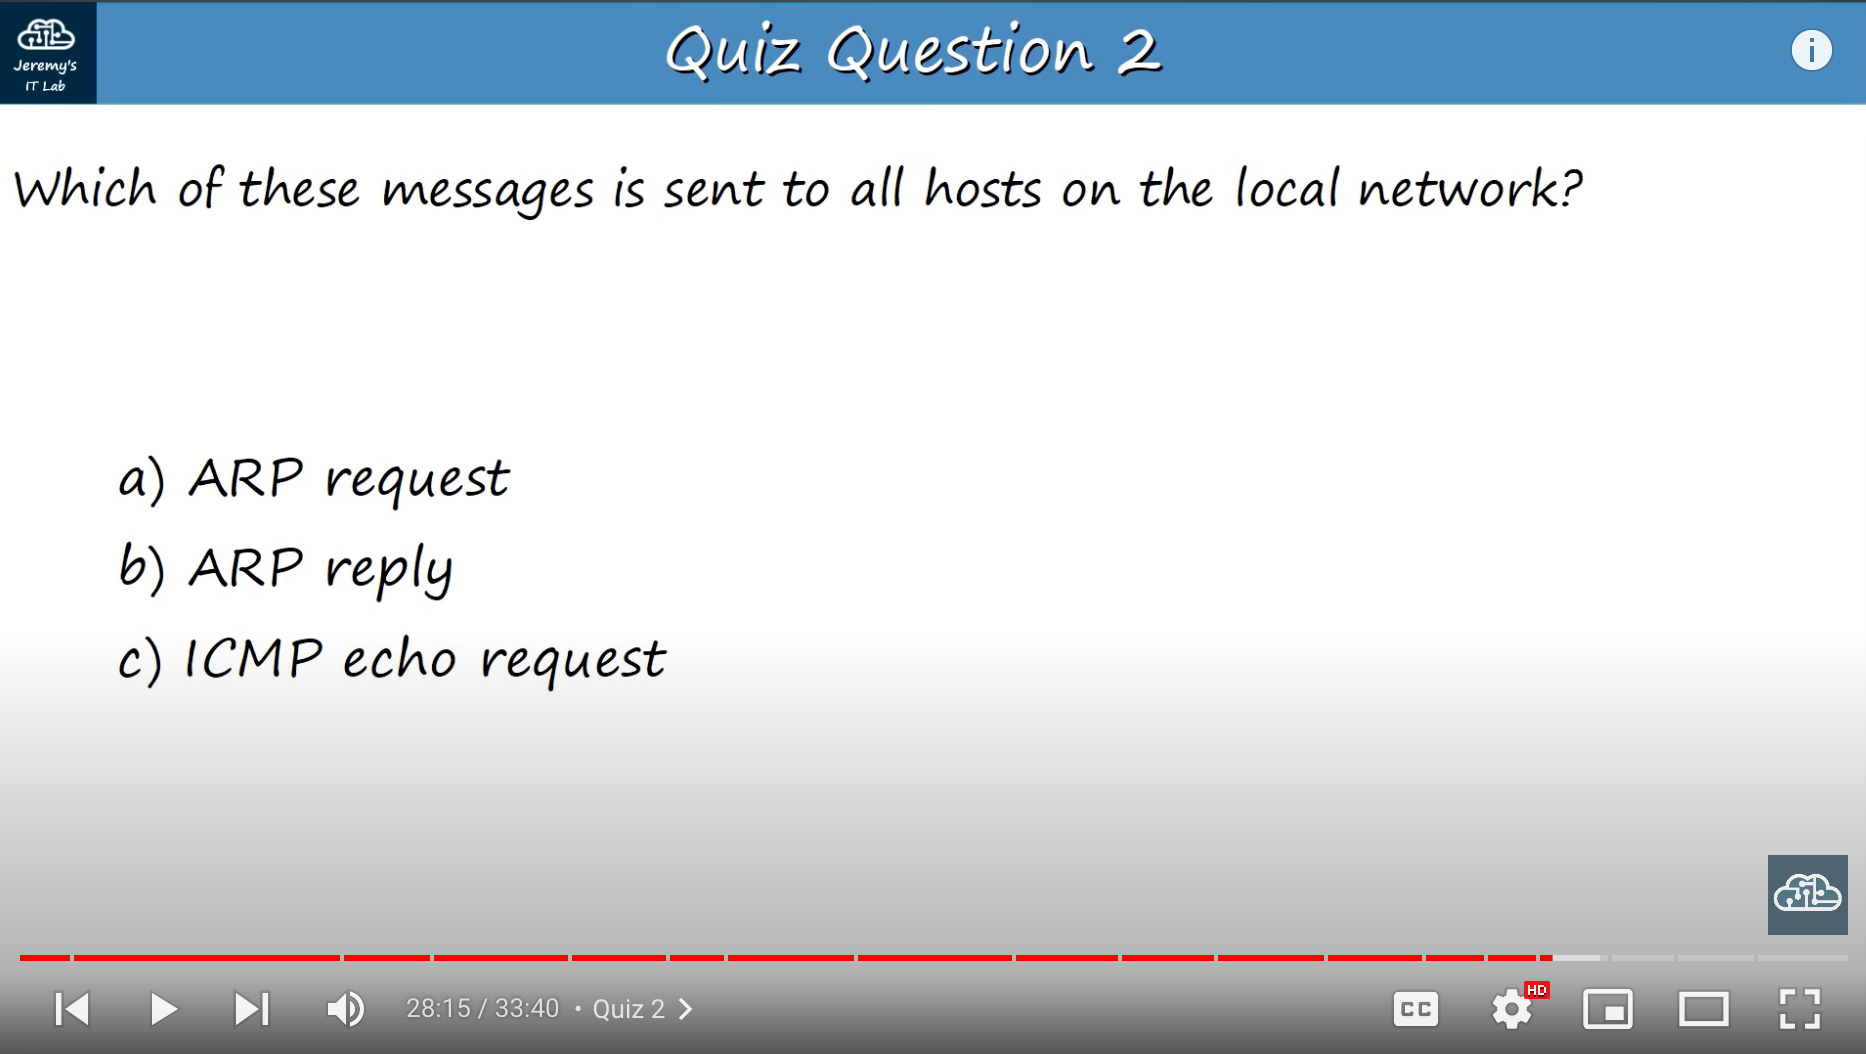 Jeremy's
IT Lab
Quiz Question 2
Which of these messages is sent to all hosts on the local network?
a) ARP request
b) ARP reply
c) ICMP echo request
28:15 / 33:40 • Quiz 2
CC
HD